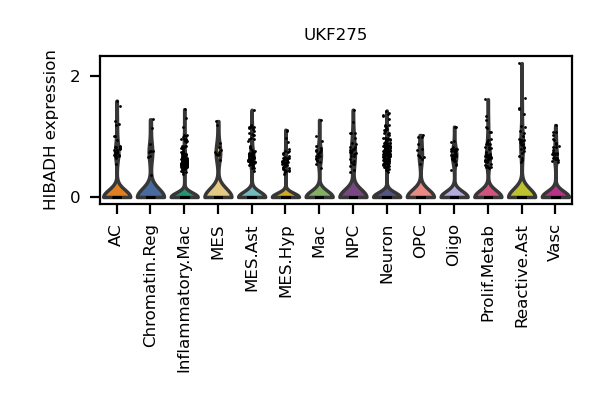 UKF275
HIBADH expression
2
0
AC
Chromatin.Reg
Inflammatory.Mac
MES
MES.Ast
MES.Hyp
Mac
NPC
Neuron
OPC
Oligo
Prolif.Metab
Reactive.Ast
Vasc